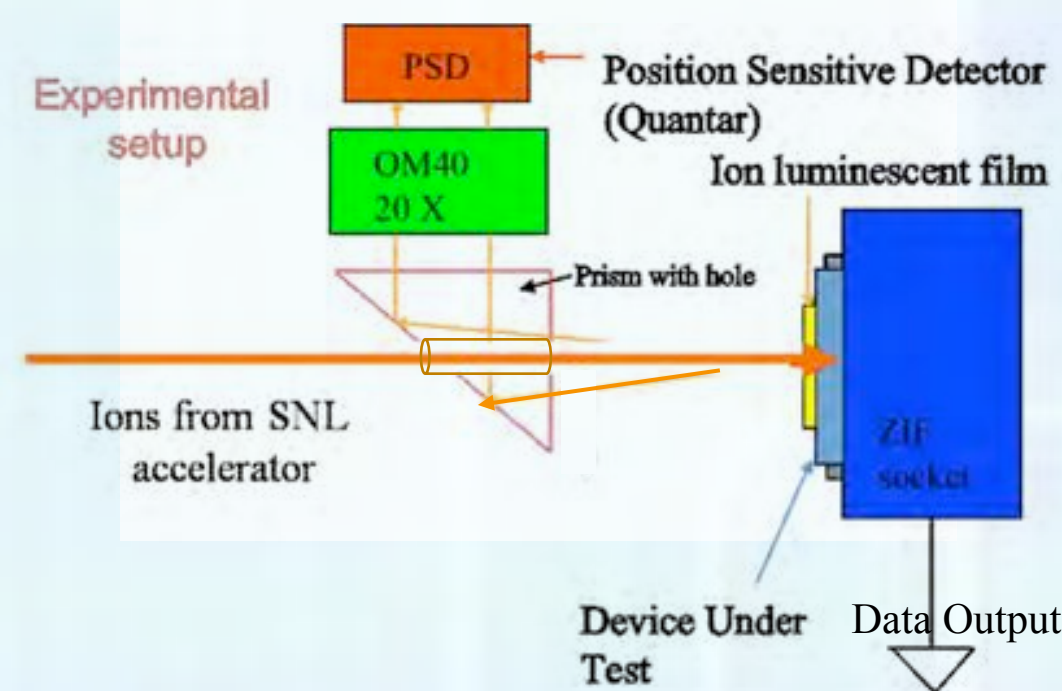 Experimental
setup
PSD
Position Sensitive Detector
(Quantar)
OM40
20 X
Ion luminescent film
Prism with hole
Ions from SNL
accelerator
ZIF
socket
Device Under
Test
Data Output